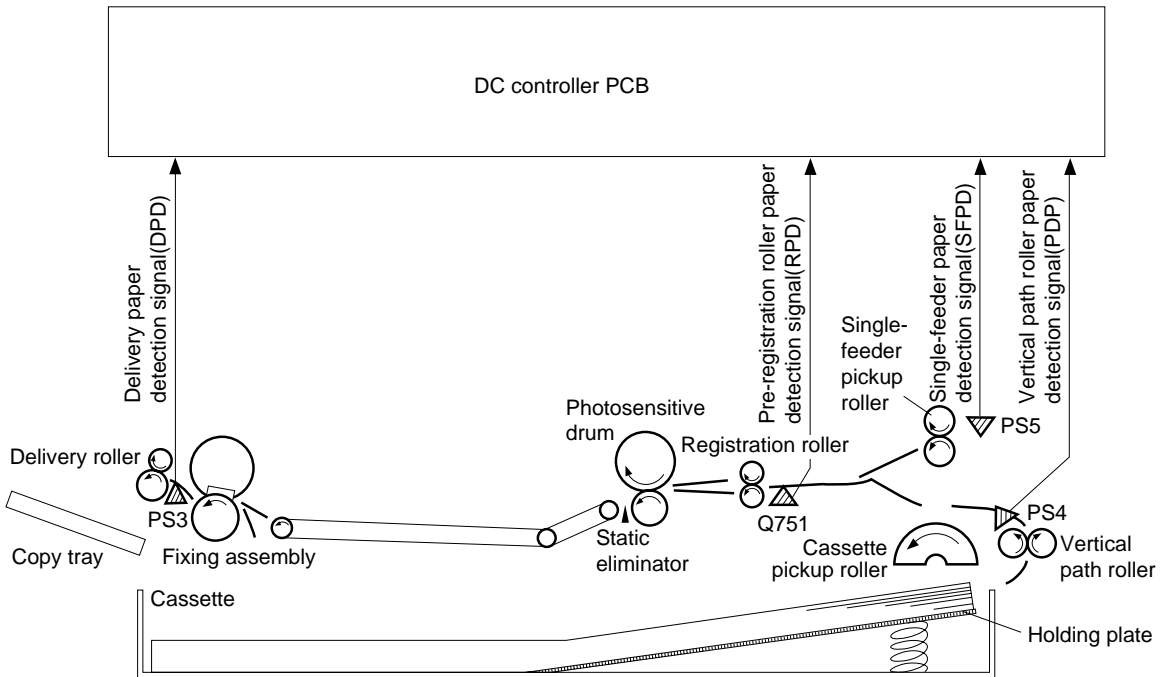 DC controller PCB
Delivery paper
detection signal(DPD)
Pre-registration roller paper
detection signal(RPD)
Single-feeder paper
detection signal(SFPD)
Vertical path roller paper
detection signal(PDP)
Single-
feeder
pickup
roller
Photosensitive
drum
Registration roller
PS5
Delivery roller
PS3
Q751
PS4
Copy tray
Fixing assembly
Static
eliminator
Cassette
pickup roller
Vertical
path roller
Cassette
Holding plate